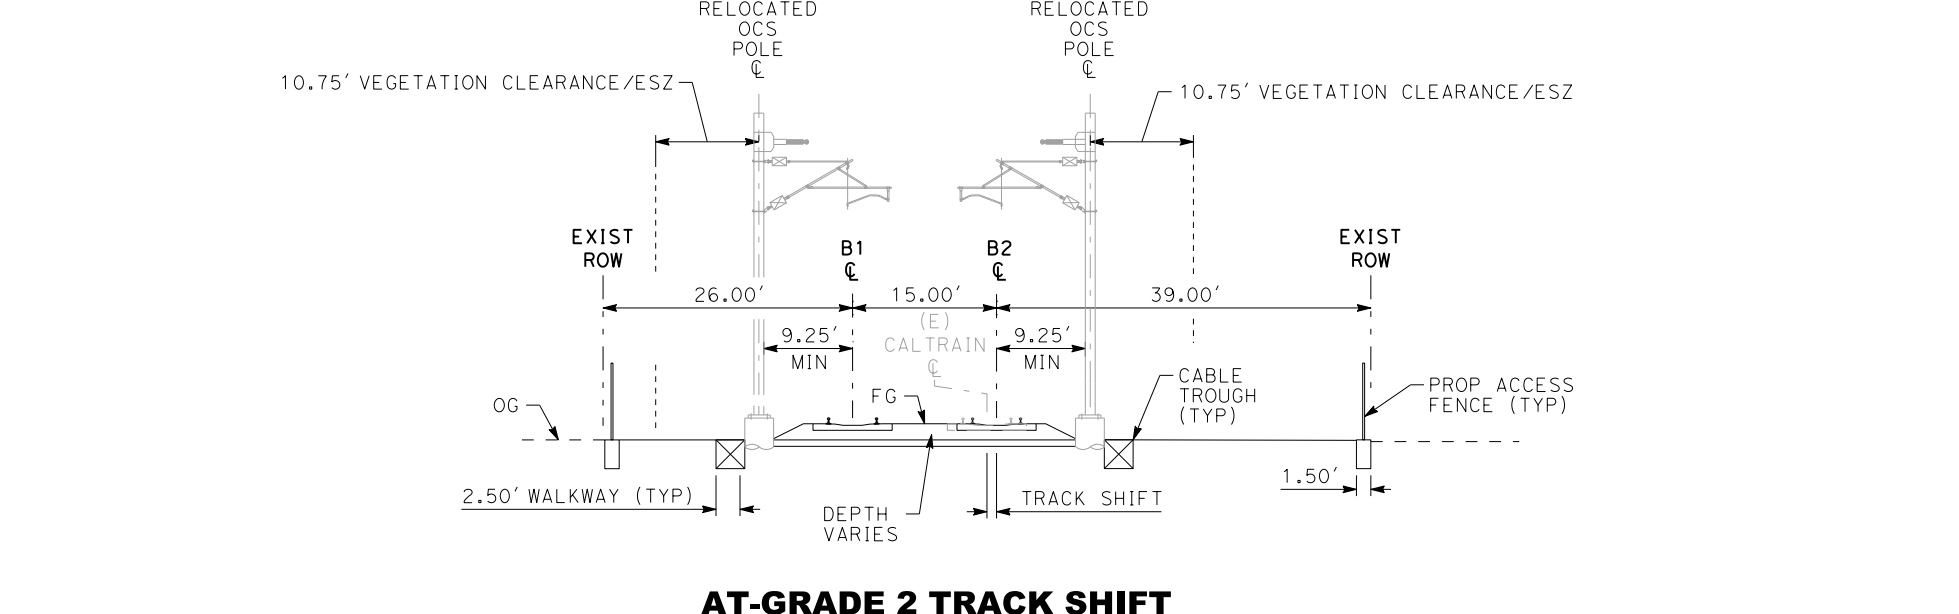 RELOCATED
OCS
POLE
℄
RELOCATED
OCS
POLE
℄
10.75' VEGETATION CLEARANCE/ESZ
10.75' VEGETATION CLEARANCE/ESZ
EXIST
ROW
B1
℄
B2
℄
EXIST
ROW
26.00'
15.00'
39.00'
(E)
CALTRAIN
℄
9.25'
MIN
9.25'
MIN
OG
FG
CABLE
TROUGH
(TYP)
PROP ACCESS
FENCE (TYP)
2.50' WALKWAY (TYP)
DEPTH
VARIES
TRACK SHIFT
1.50'
AT-GRADE 2 TRACK SHIFT